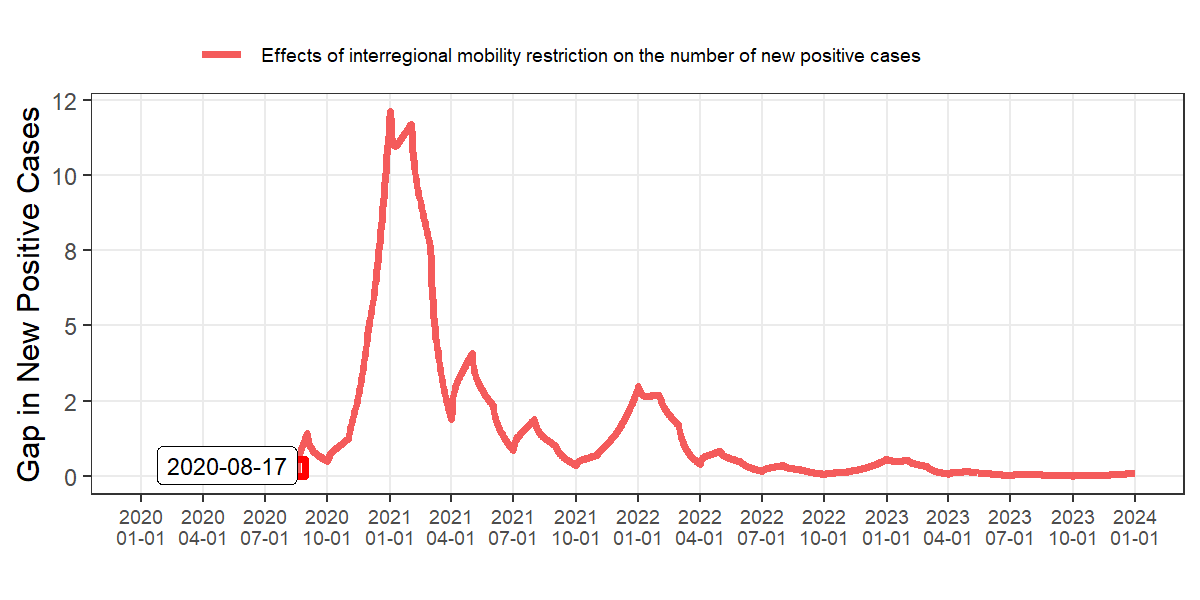 Effects of interregional mobility restriction on the number of new positive cases
Gap in New Positive Cases
12
10
8
5
2
0
2020-08-17
2020 2020 2020 2020 2021 2021 2021 2021 2022 2022 2022 2022 2023 2023 2023 2023 2024
01-01 04-01 07-01 10-01 01-01 04-01 07-01 10-01 01-01 04-01 07-01 10-01 01-01 04-01 07-01 10-01 01-01